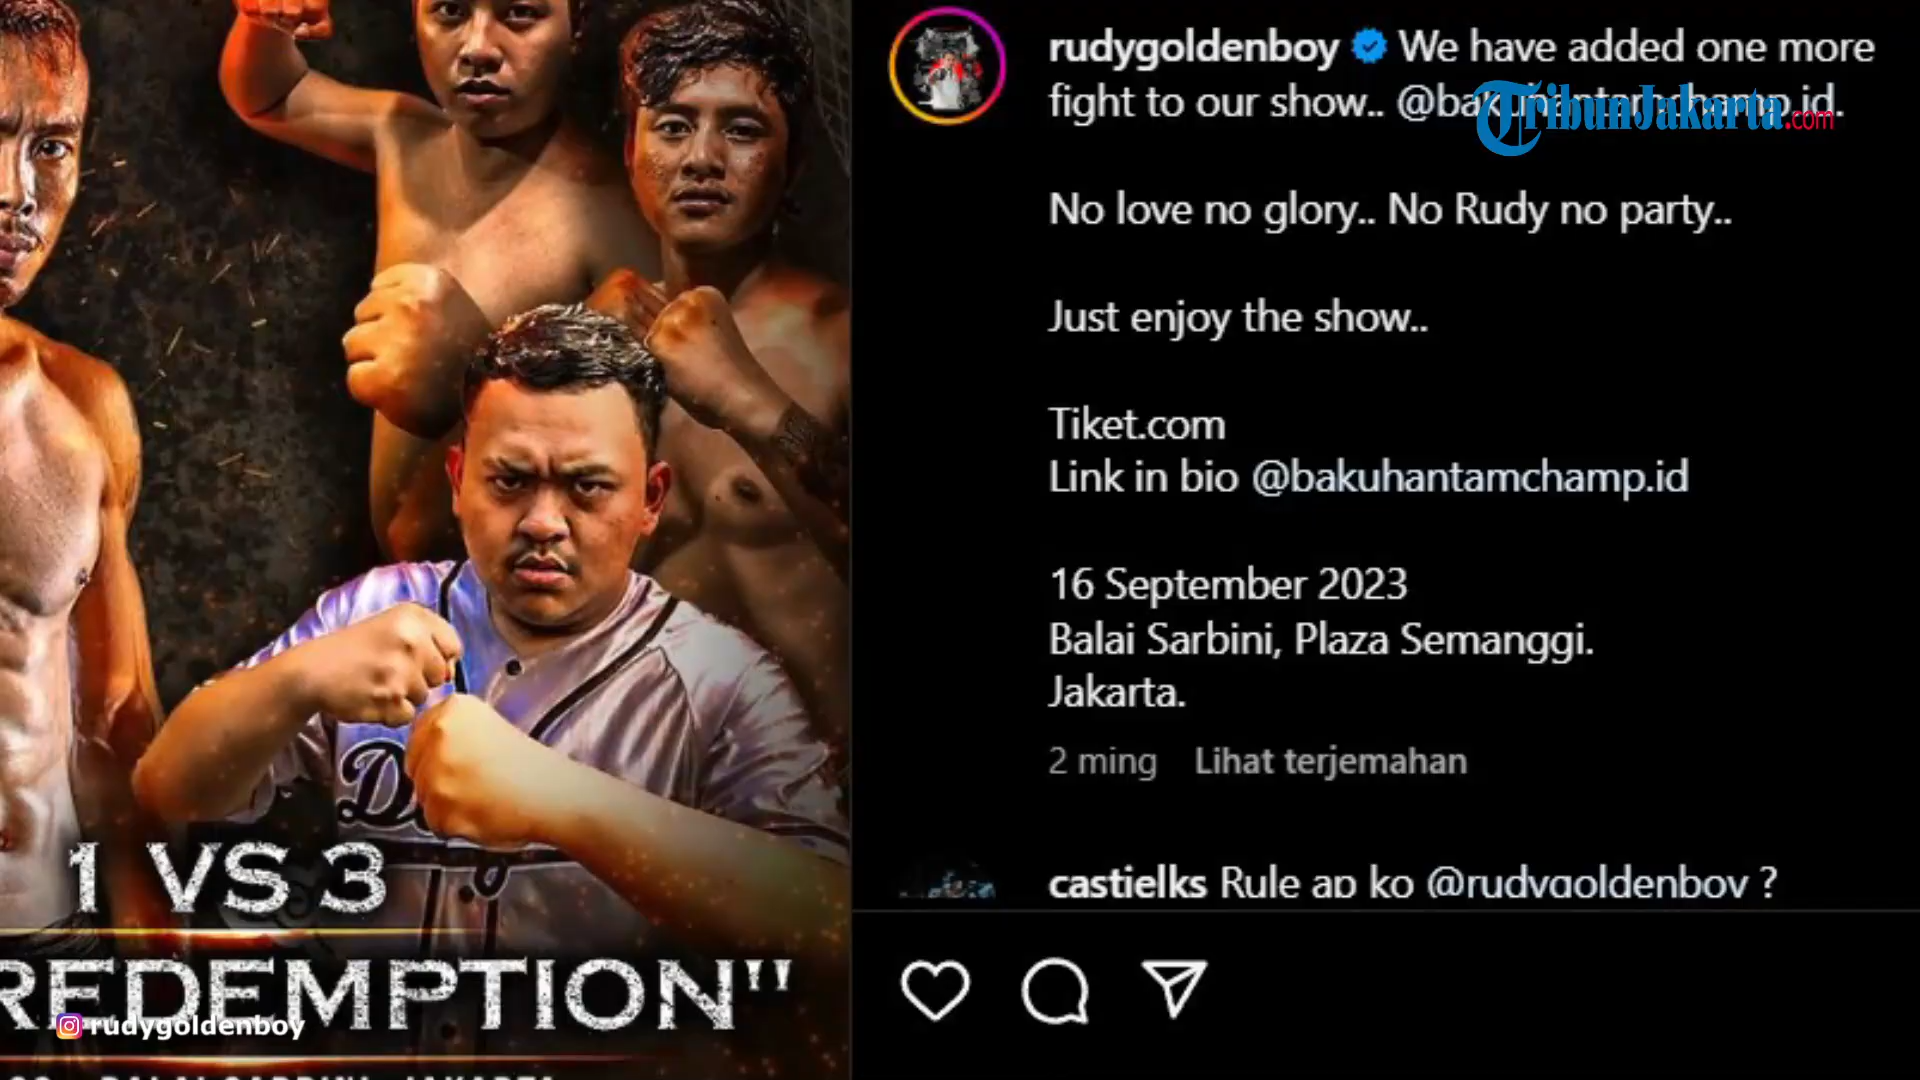 rudygoldenboy We have added one more
fight to our show.. @bakuhantamchamp.id.
TribunJakarta.com
No love no glory.. No Rudy no party..
Just enjoy the show..
Tiket.com
Link in bio @bakuhantamchamp.id
16 September 2023
Balai Sarbini, Plaza Semanggi.
Jakarta.
2 ming Lihat terjemahan
castielks Rule ap ko @rudygoldenboy ?
1 VS 3
REDEMPTION"
rudygoldenboy